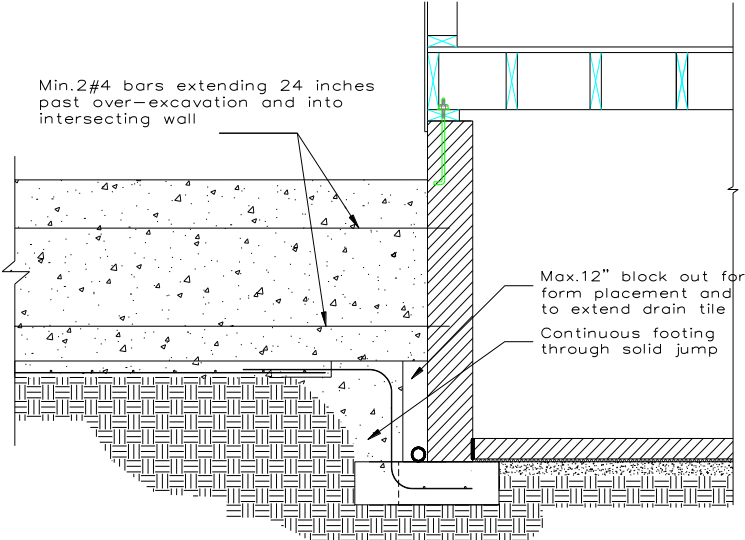 Min.2#4 bars extending 24 inches
past over-excavation and into
intersecting wall
Max.12" block out for
form placement and
to extend drain tile
Continuous footing
through solid jump